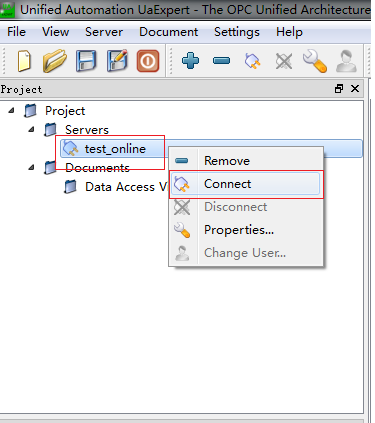 Unified Automation UaExpert - The OPC Unified Architecture
File View Server Document Settings Help
Project
Project
Servers
test_online
Documents
Data Access V
Remove
Connect
Disconnect
Properties...
Change User...